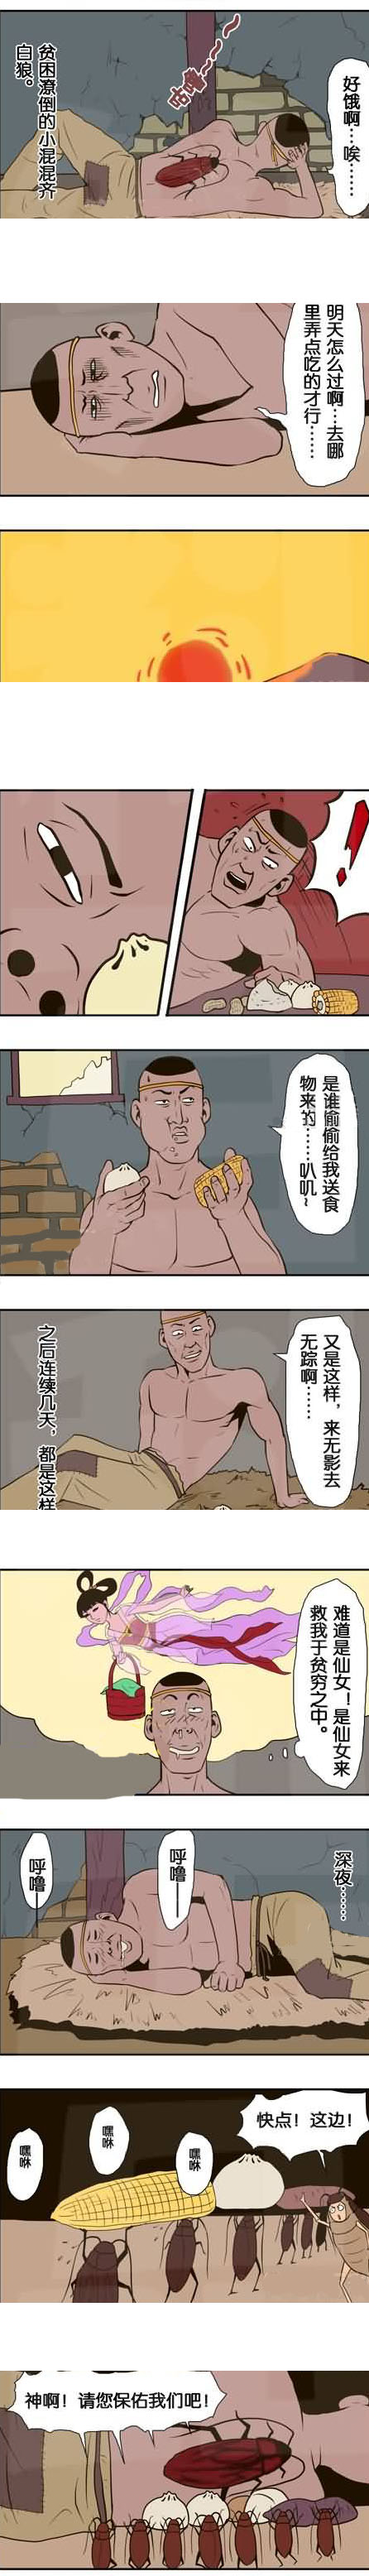 好饿啊…唉……
咕噜~~~
贫困潦倒的小混混齐
白狼。
明天怎么过啊…去哪
里弄点吃的才行……
是谁偷偷给我送食
物来的……叭叽~
又是这样，来无影去
无踪啊……
之后连续几天，都是这样
难道是仙女！是仙女来
救我于贫穷之中。
深夜……
呼噜——
呼噜——
快点！这边！
嘿咻
嘿咻
嘿咻
神啊！请您保佑我们吧！